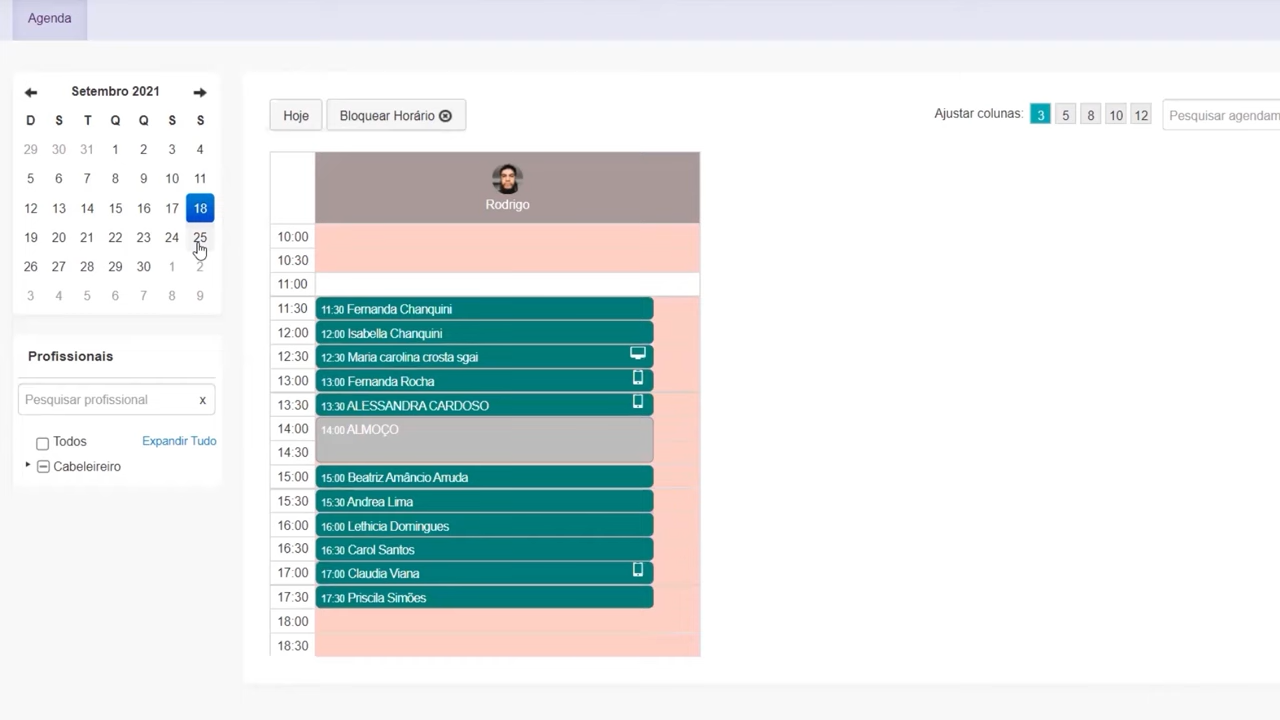 Agenda
Setembro 2021
D S T Q Q S S
29 30 31 1 2 3 4
5 6 7 8 9 10 11
12 13 14 15 16 17 18
19 20 21 22 23 24 25
26 27 28 29 30 1 2
3 4 5 6 7 8 9
Profissionais
Pesquisar profissional x
Todos Expandir Tudo
Cabeleireiro
Hoje Bloquear Horário
Ajustar colunas: 3 5 8 10 12 Pesquisar agendam
Rodrigo
10:00
10:30
11:00
11:30 11:30 Fernanda Chanquini
12:00 12:00 Isabella Chanquini
12:30 12:30 Maria carolina crosta sgai
13:00 13:00 Fernanda Rocha
13:30 13:30 ALESSANDRA CARDOSO
14:00 14:00 ALMOÇO
14:30
15:00 15:00 Beatriz Amâncio Arruda
15:30 15:30 Andrea Lima
16:00 16:00 Lethicia Domingues
16:30 16:30 Carol Santos
17:00 17:00 Claudia Viana
17:30 17:30 Priscila Simões
18:00
18:30